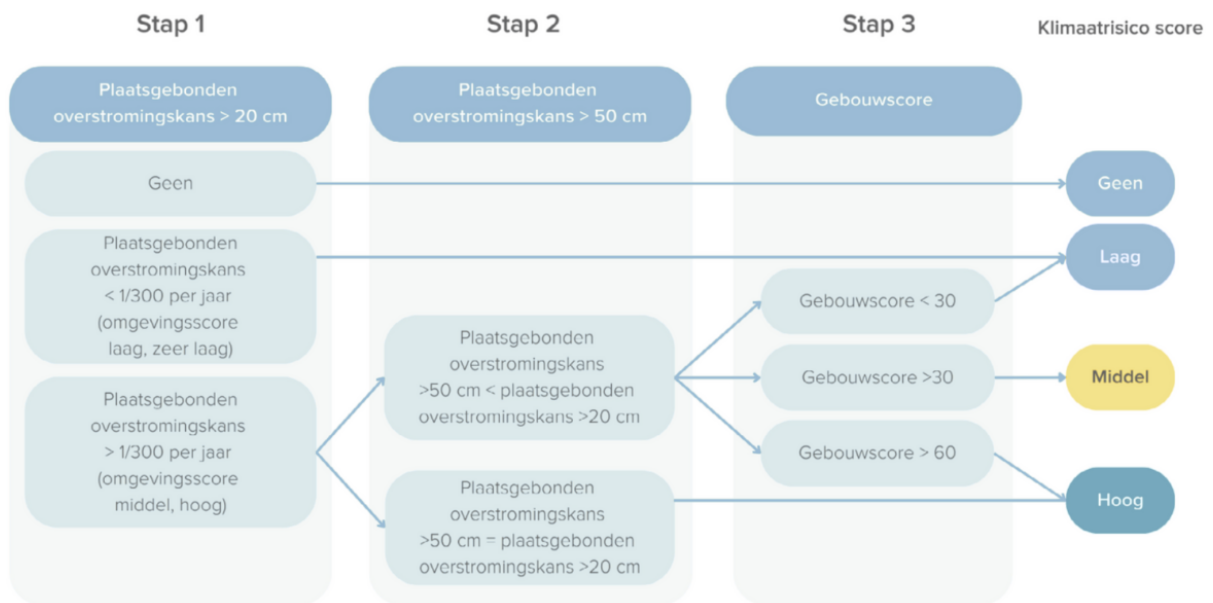 Stap 1
Stap 2
Stap 3
Klimaatrisico score
Plaatsgebonden
overstromingskans > 20 cm
Plaatsgebonden
overstromingskans > 50 cm
Gebouwscore
Geen
Geen
Plaatsgebonden
overstromingskans
< 1/300 per jaar
(omgevingsscore
laag, zeer laag)
Laag
Gebouwscore < 30
Plaatsgebonden
overstromingskans
>50 cm < plaatsgebonden
overstromingskans >20 cm
Gebouwscore >30
Middel
Plaatsgebonden
overstromingskans
> 1/300 per jaar
(omgevingsscore
middel, hoog)
Gebouwscore > 60
Plaatsgebonden
overstromingskans
>50 cm = plaatsgebonden
overstromingskans >20 cm
Hoog